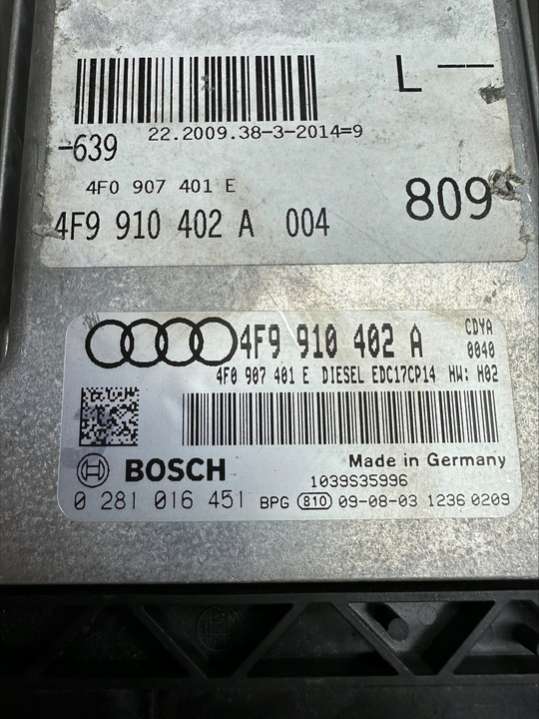 L --
22.2009.38-3-2014=9
-639
4F0 907 401 E
809
4F9 910 402 A 004
4F9 910 402 A
CDYA
0040
4F0 907 401 E DIESEL EDC17CP14 HW: H02
BOSCH
Made in Germany
1039S35996
0 281 016 451 BPG 810 09-08-03 1236 0209